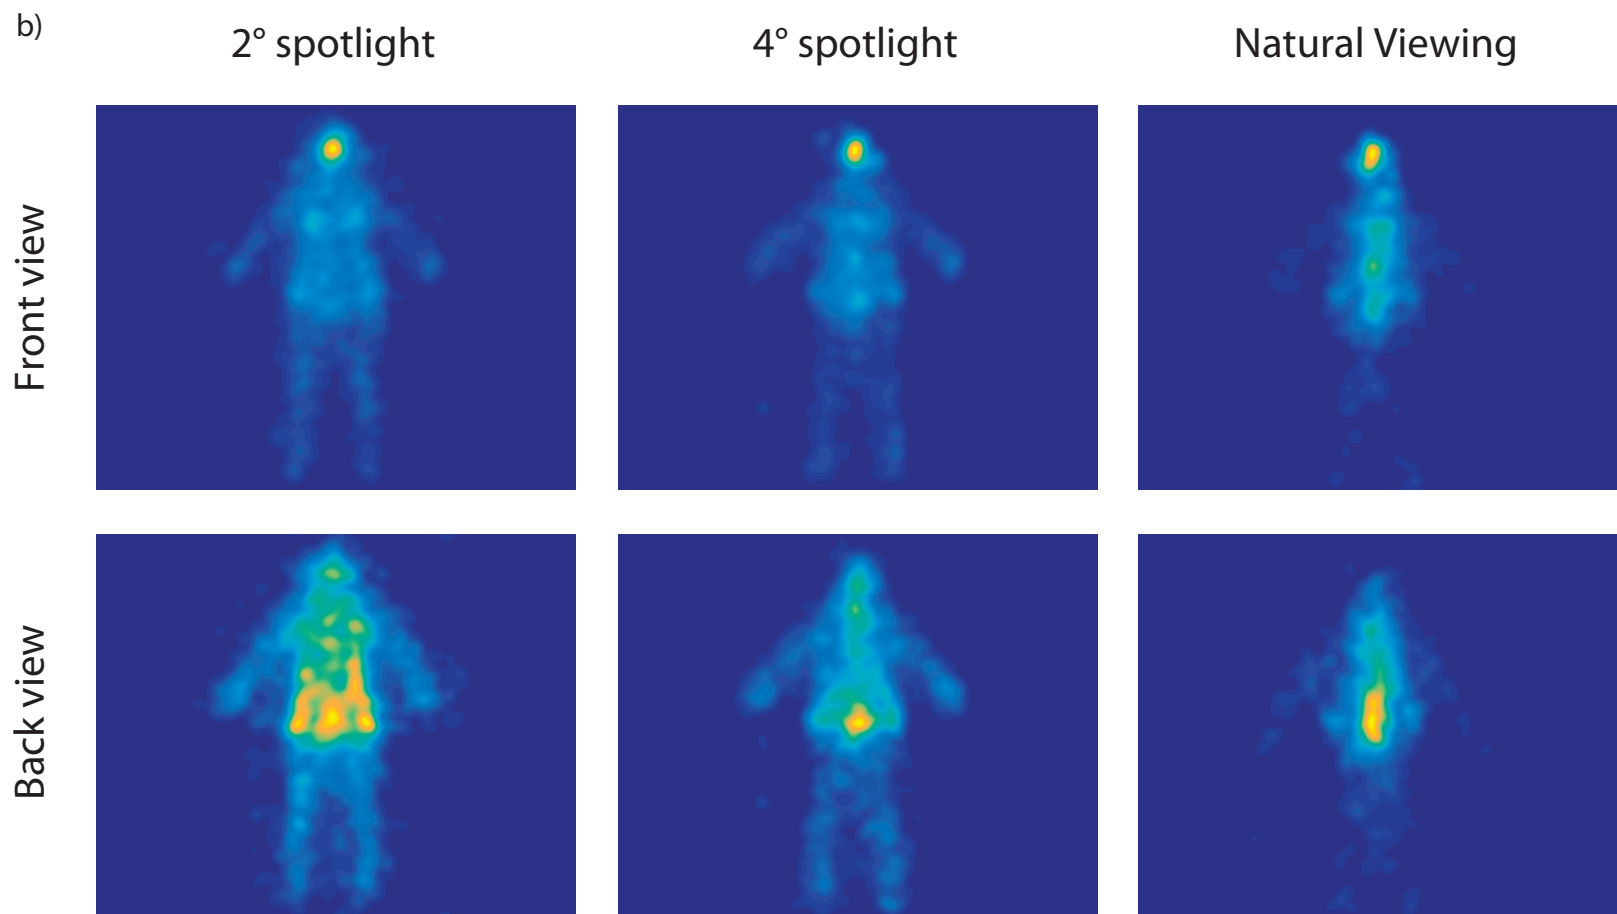 b)
2° spotlight
4° spotlight
Natural Viewing
Front view
Back view